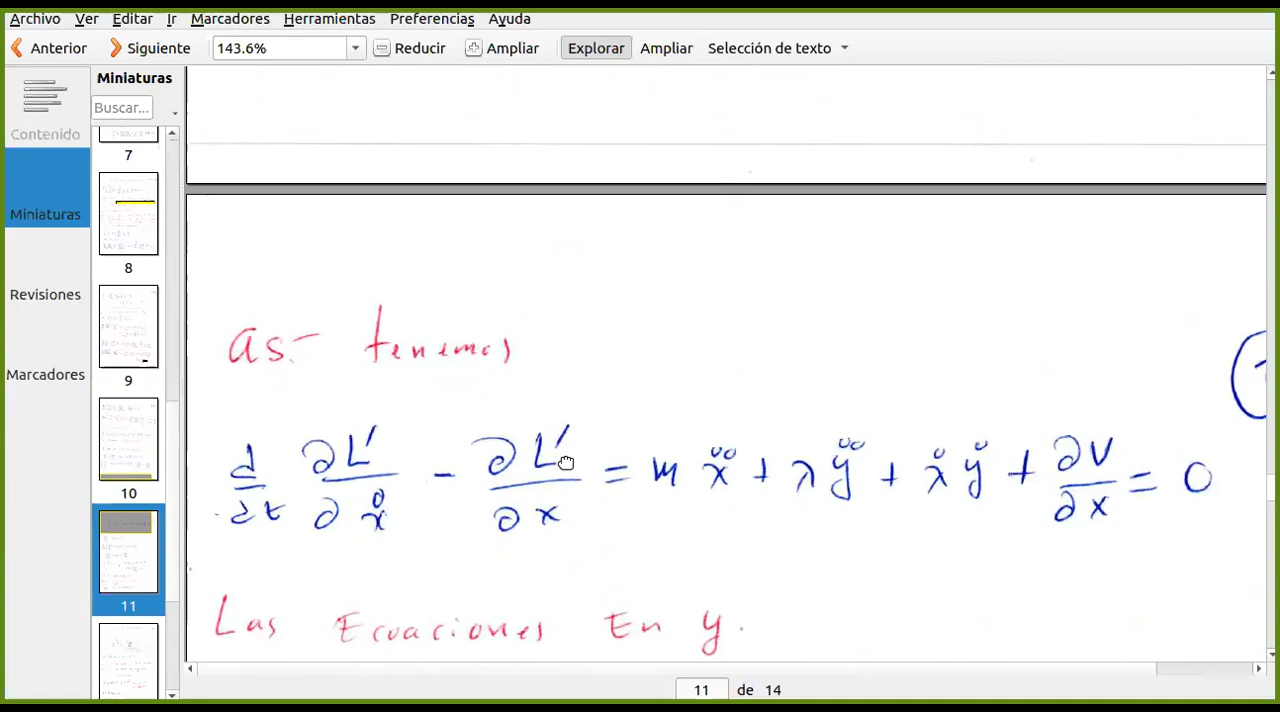 Archivo Ver Editar Ir Marcadores Herramientas Preferencias Ayuda
Anterior Siguiente 143.6% Reducir Ampliar Explorar Ampliar Selección de texto
Miniaturas
Buscar...
Contenido
Miniaturas
Revisiones
Marcadores
7
8
9
10
11
así tenemos
d/dt ∂L'/∂ẋ - ∂L'/∂x = m ẍ + λ ÿ + λ̇ ẏ + ∂V/∂x = 0
Las Ecuaciones En y.
11 de 14